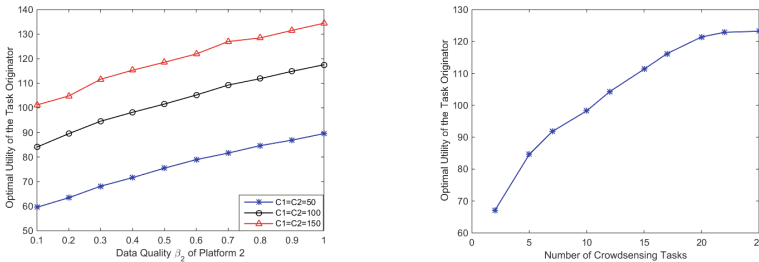 Optimal Utility of the Task Originator
140
130
120
110
100
90
80
70
60
50
0.1 0.2 0.3 0.4 0.5 0.6 0.7 0.8 0.9 1
Data Quality β2 of Platform 2
C1=C2=50
C1=C2=100
C1=C2=150
Optimal Utility of the Task Originator
130
120
110
100
90
80
70
60
0 5 10 15 20 25
Number of Crowdsensing Tasks